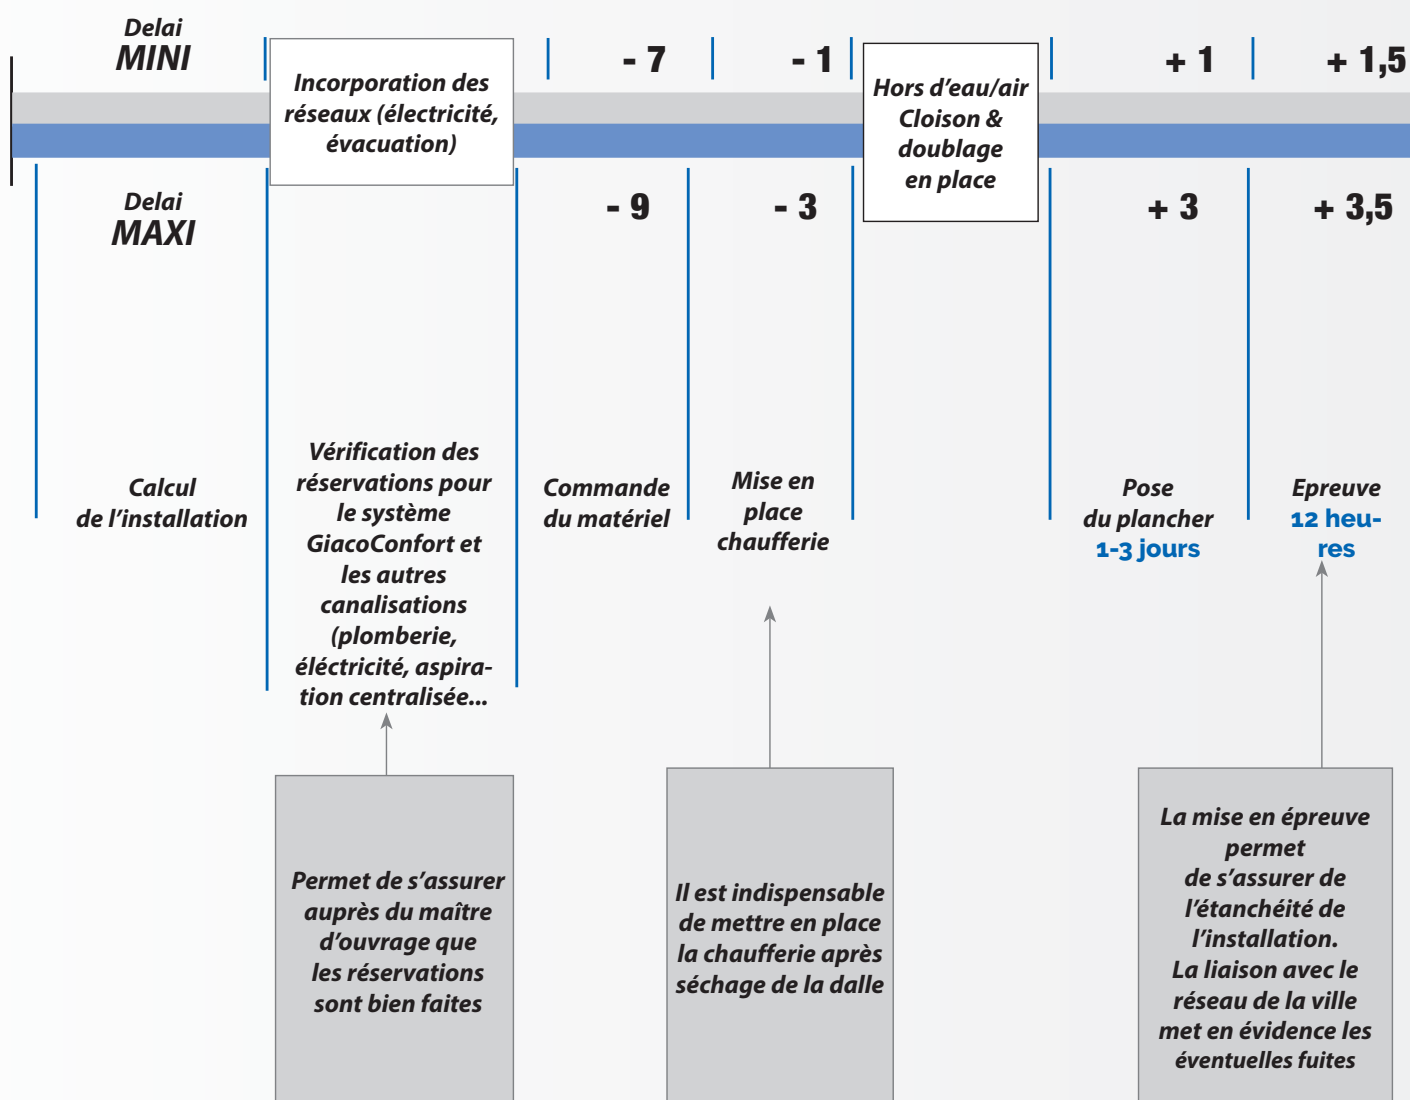 Delai
MINI
Incorporation des
réseaux (électricité,
évacuation)
- 7
- 1
Hors d'eau/air
Cloison &
doublage
en place
+ 1
+ 1,5
Delai
MAXI
- 9
- 3
+ 3
+ 3,5
Calcul
de l'installation
Vérification des
réservations pour
le système
GiacoConfort et
les autres
canalisations
(plomberie,
éléctricité, aspira-
tion centralisée...
Commande
du matériel
Mise en
place
chaufferie
Pose
du plancher
1-3 jours
Epreuve
12 heu-
res
Permet de s'assurer
auprès du maître
d'ouvrage que
les réservations
sont bien faites
Il est indispensable
de mettre en place
la chaufferie après
séchage de la dalle
La mise en épreuve
permet
de s'assurer de
l'étanchéité de
l'installation.
La liaison avec le
réseau de la ville
met en évidence les
éventuelles fuites